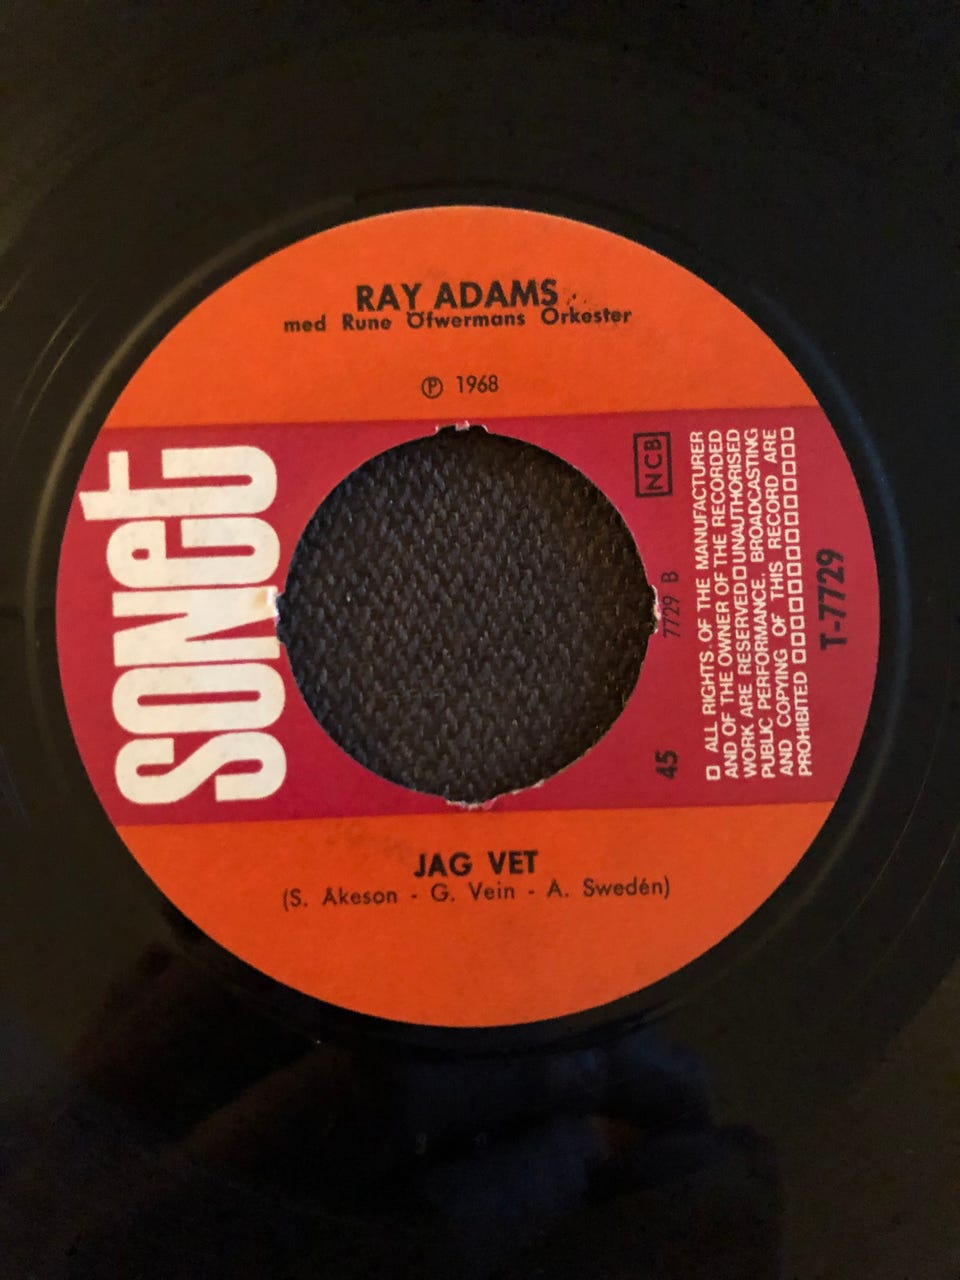 RAY ADAMS
med Rune Öfwermans Orkester
℗ 1968
sonet
NCB
7729 B
45
□ ALL RIGHTS OF THE MANUFACTURER
AND OF THE OWNER OF THE RECORDED
WORK ARE RESERVED□UNAUTHORISED
PUBLIC PERFORMANCE, BROADCASTING
AND COPYING OF THIS RECORD ARE
PROHIBITED □□□□□□□□□□□□□
T-7729
JAG VET
(S. Akeson - G. Vein - A. Swedén)